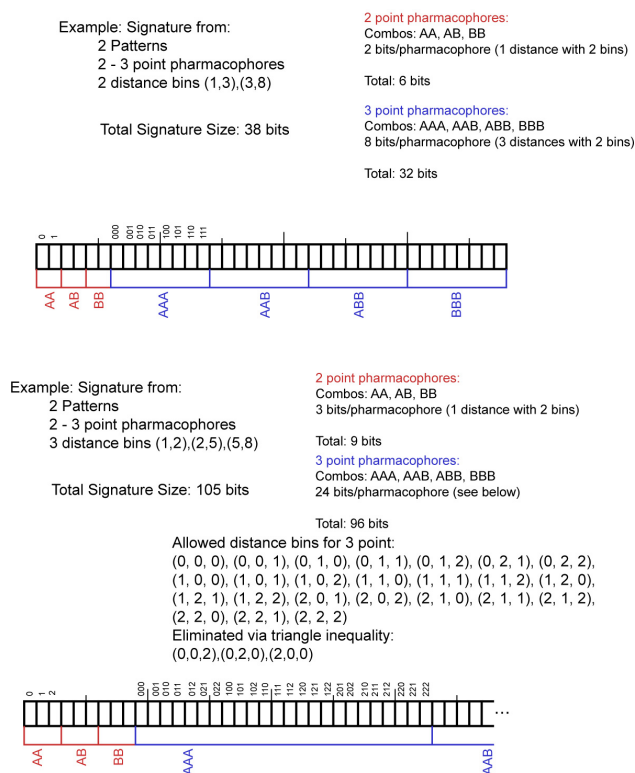 Example: Signature from:
2 Patterns
2 - 3 point pharmacophores
2 distance bins (1,3),(3,8)
Total Signature Size: 38 bits
2 point pharmacophores:
Combos: AA, AB, BB
2 bits/pharmacophore (1 distance with 2 bins)
Total: 6 bits
3 point pharmacophores:
Combos: AAA, AAB, ABB, BBB
8 bits/pharmacophore (3 distances with 2 bins)
Total: 32 bits
0 1 000 001 010 011 100 101 110 111
AA AB BB AAA AAB ABB BBB
Example: Signature from:
2 Patterns
2 - 3 point pharmacophores
3 distance bins (1,2),(2,5),(5,8)
Total Signature Size: 105 bits
2 point pharmacophores:
Combos: AA, AB, BB
3 bits/pharmacophore (1 distance with 2 bins)
Total: 9 bits
3 point pharmacophores:
Combos: AAA, AAB, ABB, BBB
24 bits/pharmacophore (see below)
Total: 96 bits
Allowed distance bins for 3 point:
(0, 0, 0), (0, 0, 1), (0, 1, 0), (0, 1, 1), (0, 1, 2), (0, 2, 1), (0, 2, 2),
(1, 0, 0), (1, 0, 1), (1, 0, 2), (1, 1, 0), (1, 1, 1), (1, 1, 2), (1, 2, 0),
(1, 2, 1), (1, 2, 2), (2, 0, 1), (2, 0, 2), (2, 1, 0), (2, 1, 1), (2, 1, 2),
(2, 2, 0), (2, 2, 1), (2, 2, 2)
Eliminated via triangle inequality:
(0,0,2),(0,2,0),(2,0,0)
0 1 2 000 001 010 011 012 021 022 100 101 102 110 111 112 120 121 122 201 202 210 211 212 220 221 222
...
AA AB BB AAA AAB